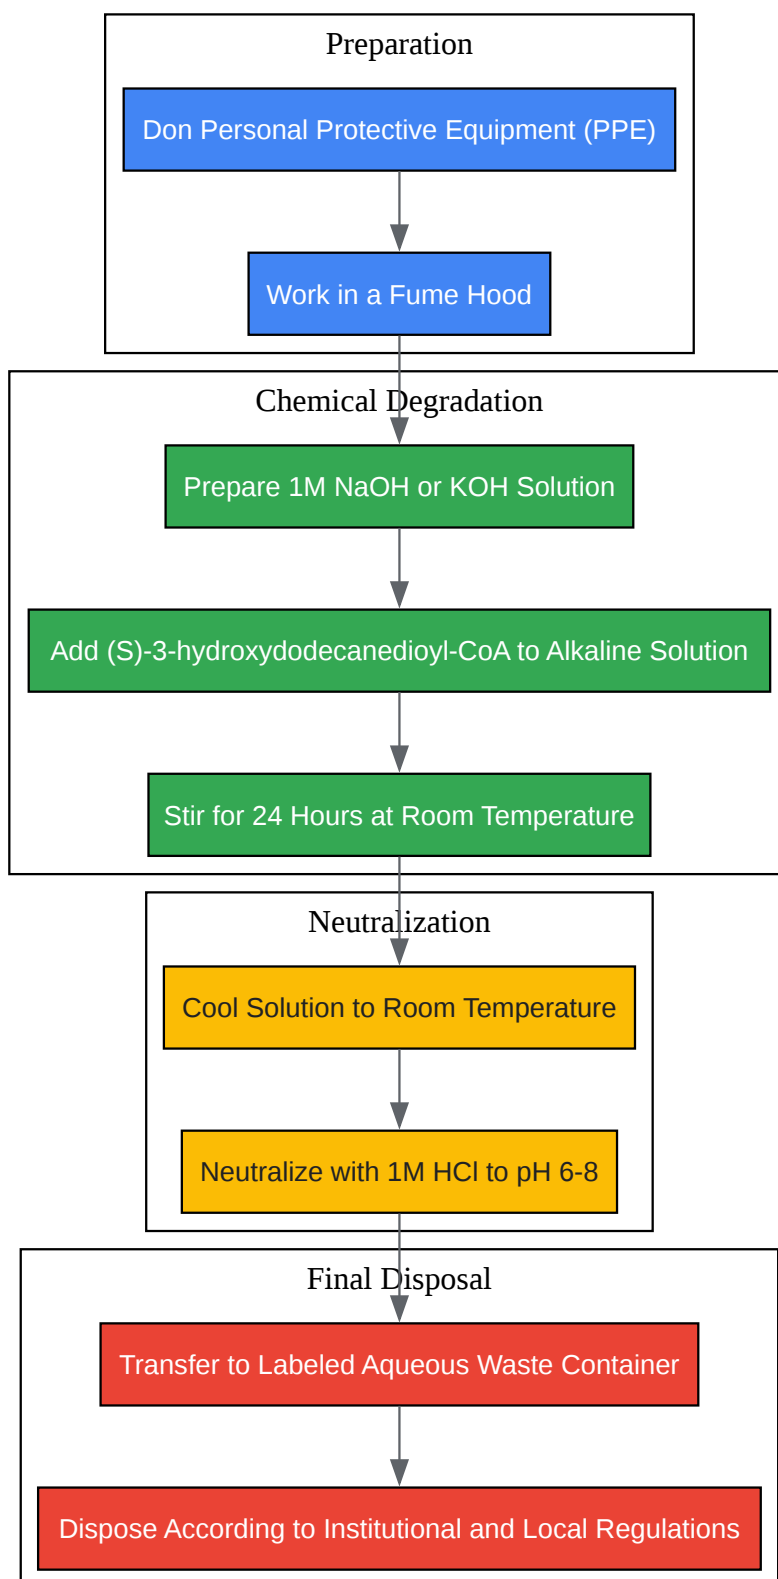 Preparation
Don Personal Protective Equipment (PPE)
Work in a Fume Hood
Chemical Degradation
Prepare 1M NaOH or KOH Solution
Add (S)-3-hydroxydodecanedioyl-CoA to Alkaline Solution
Stir for 24 Hours at Room Temperature
Neutralization
Cool Solution to Room Temperature
Neutralize with 1M HCl to pH 6-8
Final Disposal
Transfer to Labeled Aqueous Waste Container
Dispose According to Institutional and Local Regulations